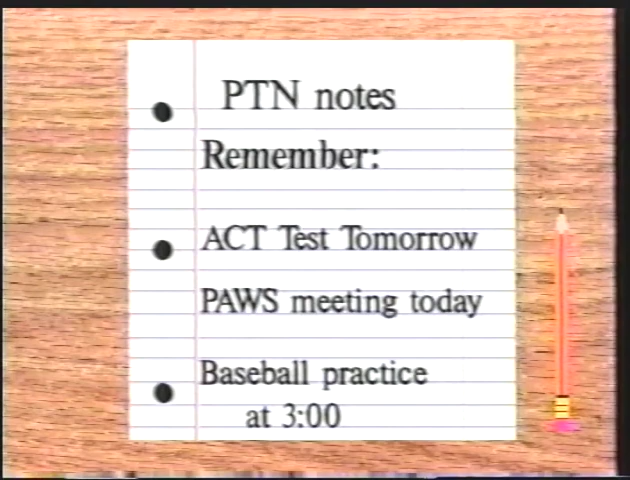 PTN notes
Remember:
ACT Test Tomorrow
PAWS meeting today
Baseball practice
at 3:00